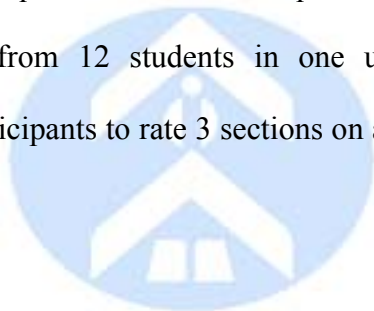 from 12 students in one u
icipants to rate 3 sections on a